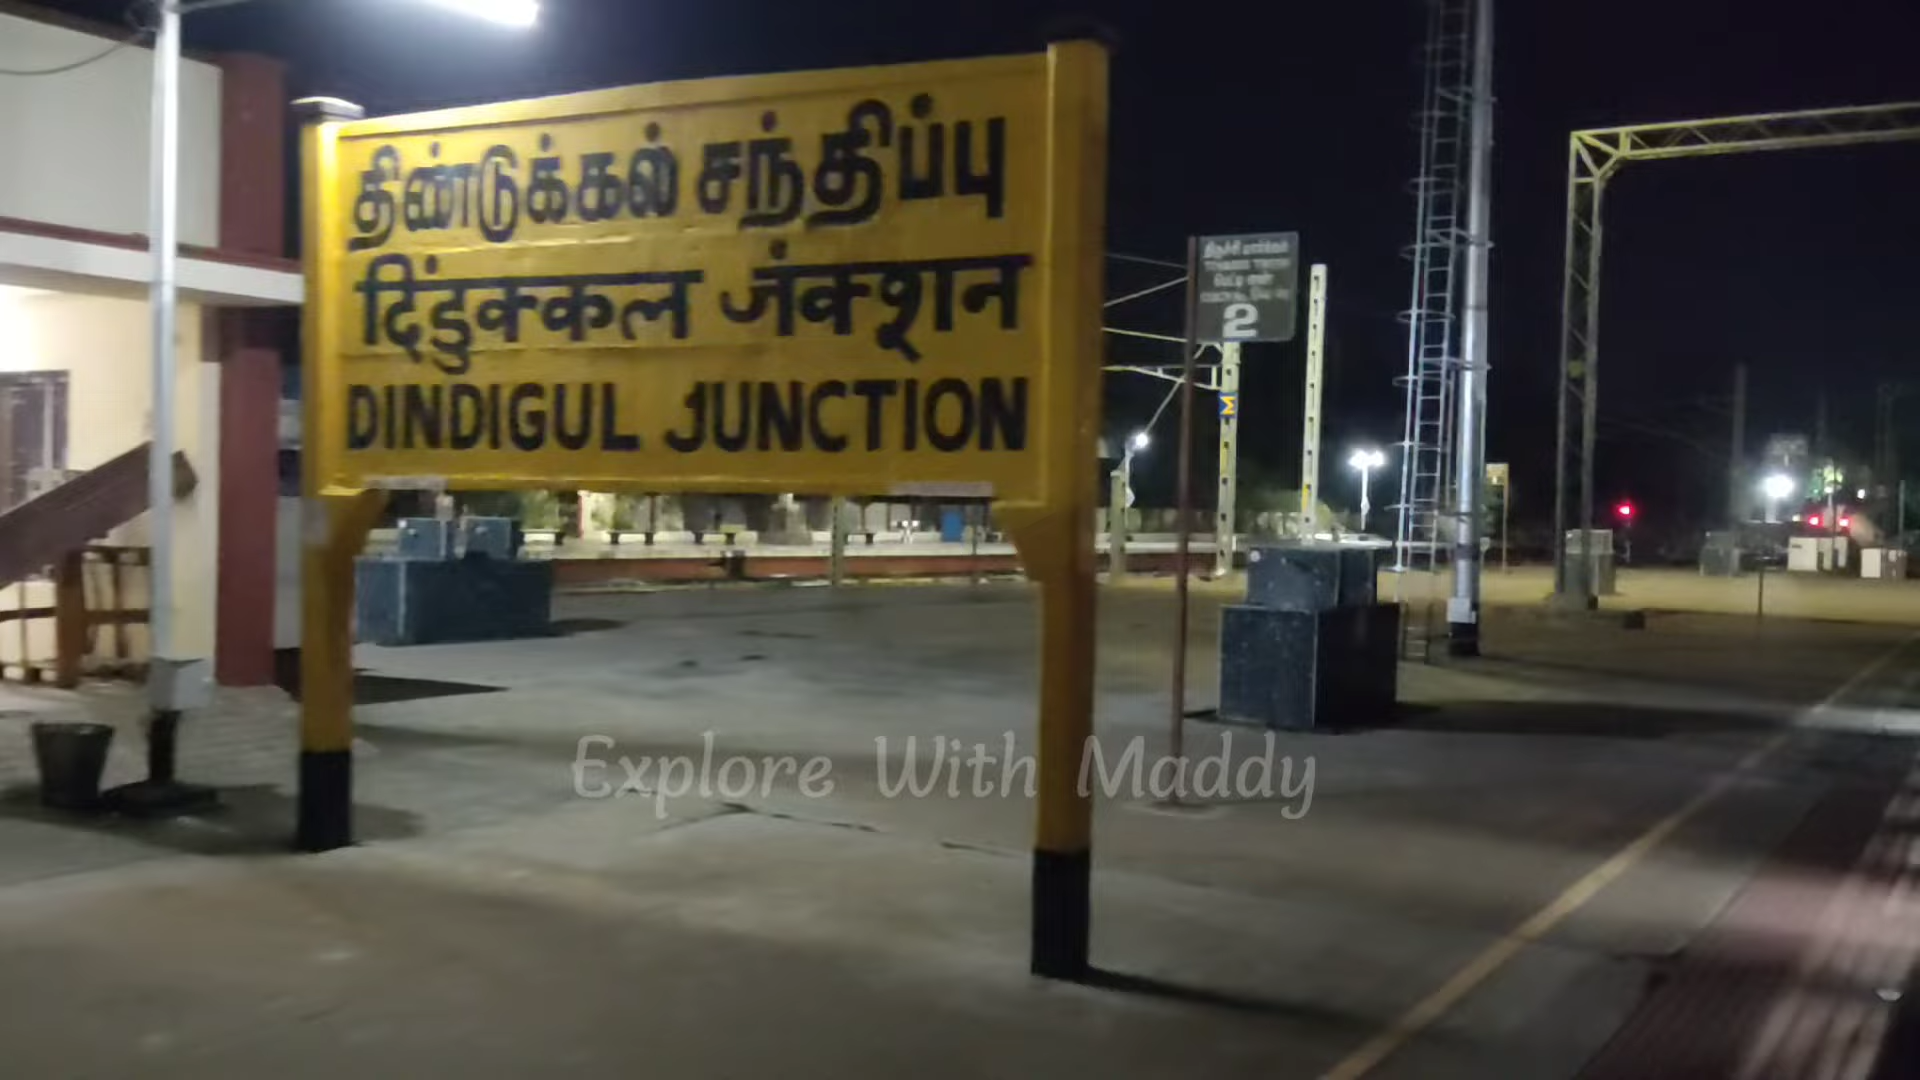 திண்டுக்கல் சந்திப்பு
दिंडुक्कल जंक्शन
DINDIGUL JUNCTION
2
Explore With Maddy